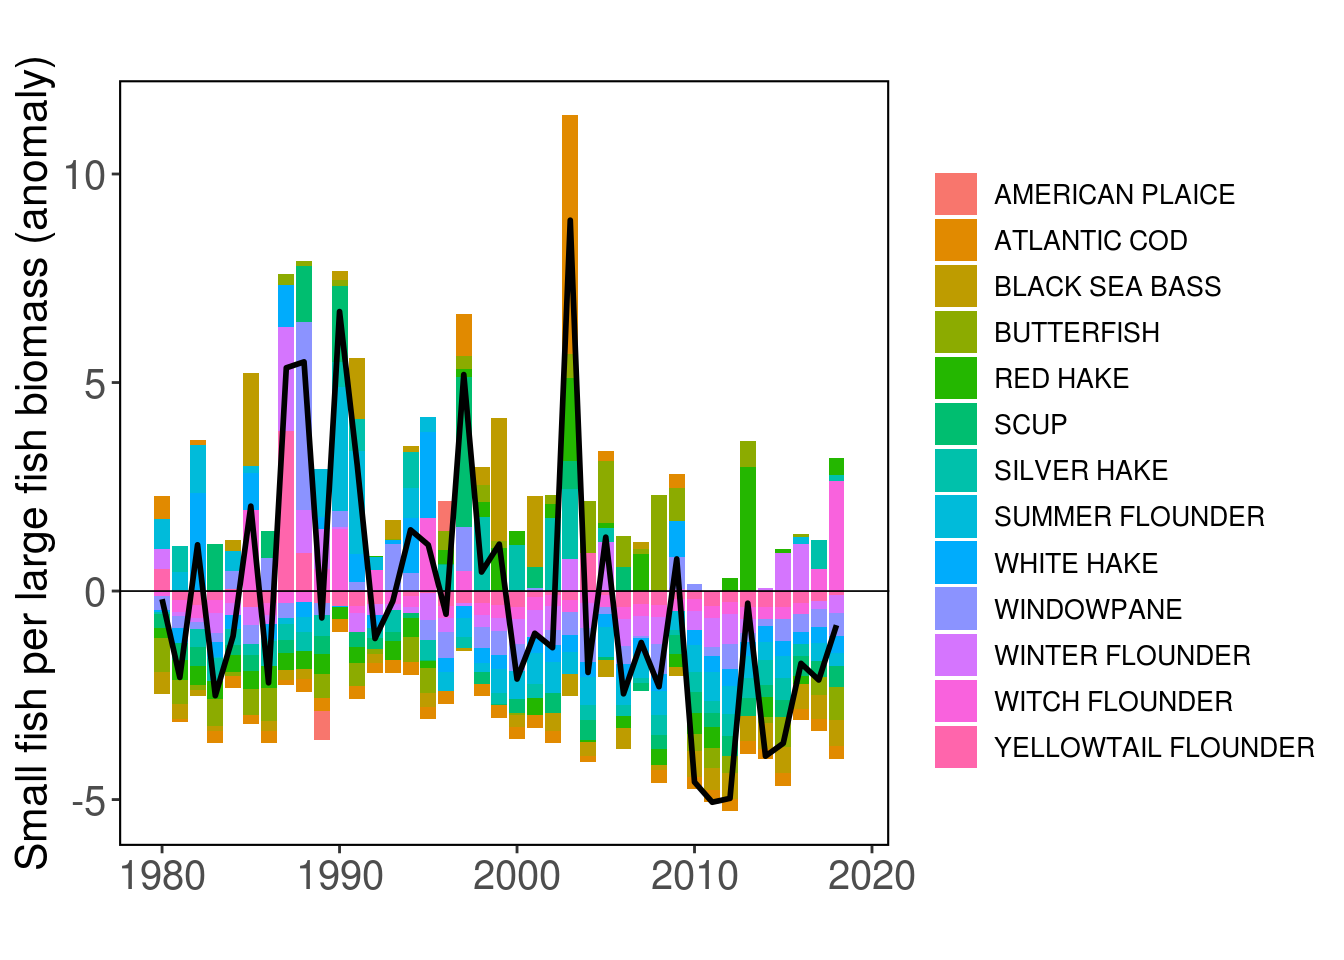 Small fish per large fish biomass (anomaly)
10
5
0
-5
1980
1990
2000
2010
2020
AMERICAN PLAICE
ATLANTIC COD
BLACK SEA BASS
BUTTERFISH
RED HAKE
SCUP
SILVER HAKE
SUMMER FLOUNDER
WHITE HAKE
WINDOWPANE
WINTER FLOUNDER
WITCH FLOUNDER
YELLOWTAIL FLOUNDER